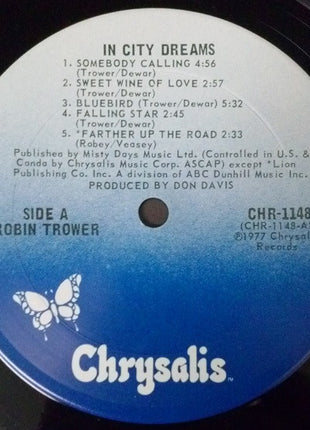 IN CITY DREAMS
1. SOMEBODY CALLING 4:56
(Trower/Dewar)
2. SWEET WINE OF LOVE 2:57
(Trower/Dewar)
3. BLUEBIRD (Trower/Dewar) 5:32
4. FALLING STAR 2:45
(Trower/Dewar)
5. *FARTHER UP THE ROAD 2:33
(Robey/Veasey)
Published by Misty Days Music Ltd. (Controlled in U.S. &
Canda by Chrysalis Music Corp. ASCAP) except *Lion
Publishing Co. Inc. A division of ABC Dunhill Music Inc.
PRODUCED BY DON DAVIS
SIDE A
ROBIN TROWER
CHR-1148
(CHR-1148-A
℗1977 Chrysal
Records
Chrysalis™